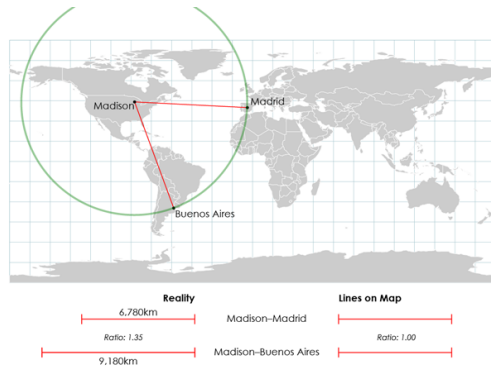 Madison
Madrid
Buenos Aires
Reality
Lines on Map
6,780km
Madison–Madrid
Ratio: 1.35
Ratio: 1.00
Madison–Buenos Aires
9,180km